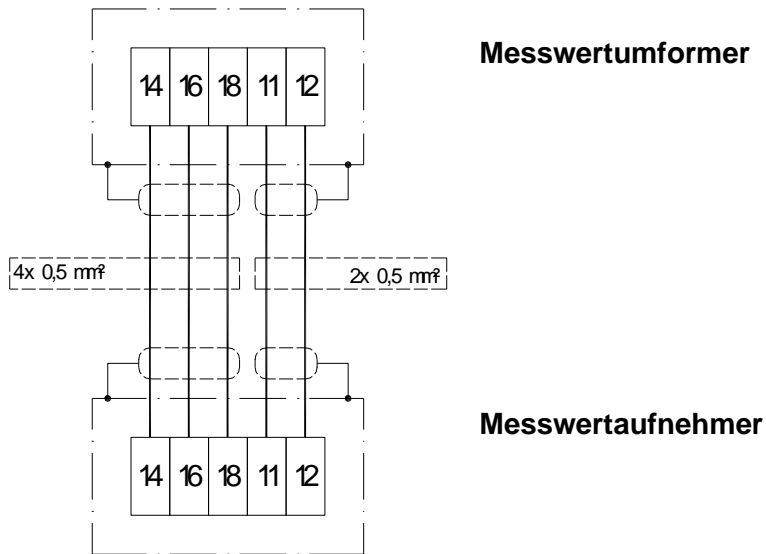 Messwertumformer
14 16 18 11 12
4x 0,5 mm² 2x 0,5 mm²
Messwertaufnehmer
14 16 18 11 12